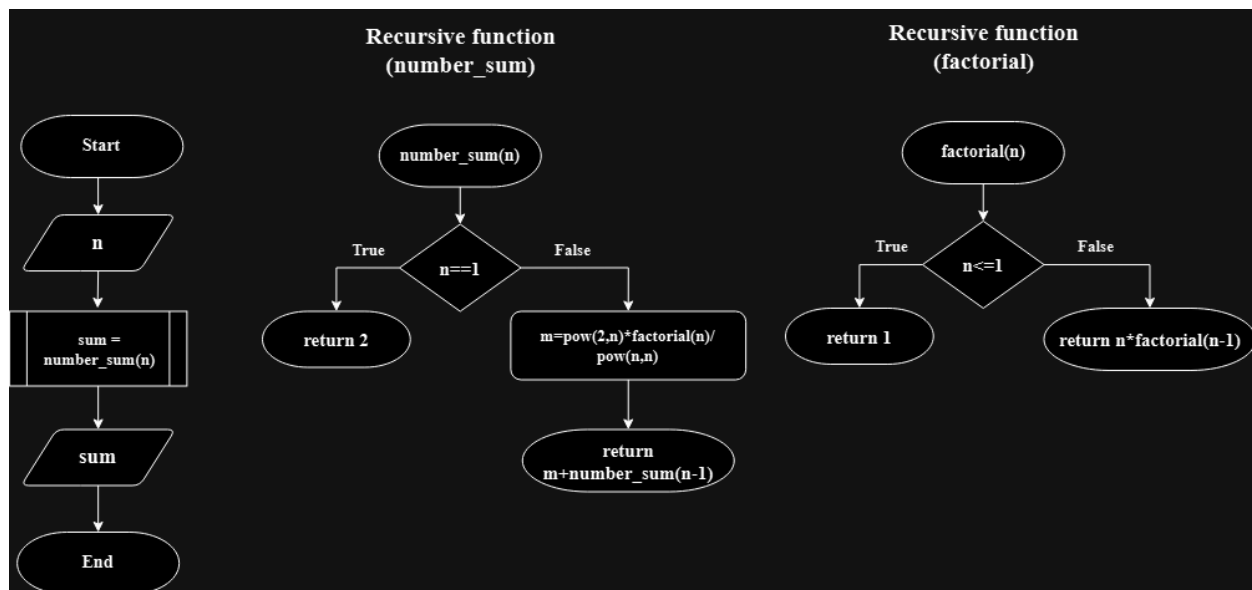 Recursive function
(number_sum)
Recursive function
(factorial)
Start
n
sum =
number_sum(n)
sum
End
number_sum(n)
n==1
True
False
return 2
m=pow(2,n)*factorial(n)/
pow(n,n)
return
m+number_sum(n-1)
factorial(n)
n<=1
True
False
return 1
return n*factorial(n-1)